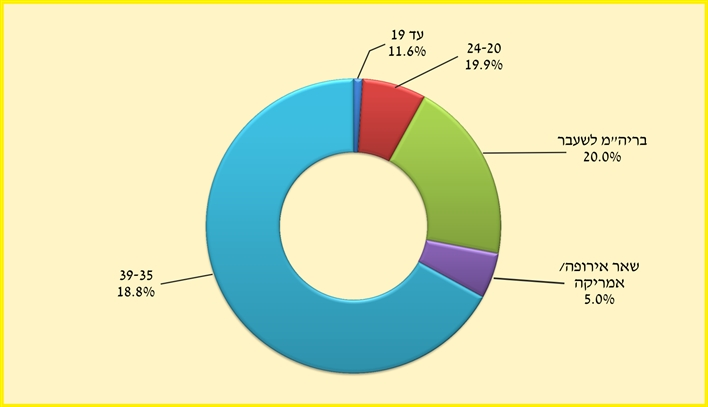 עד 19
11.6%
24-20
19.9%
בריה״מ לשעבר
20.0%
שאר אירופה/
אמריקה
5.0%
39-35
18.8%